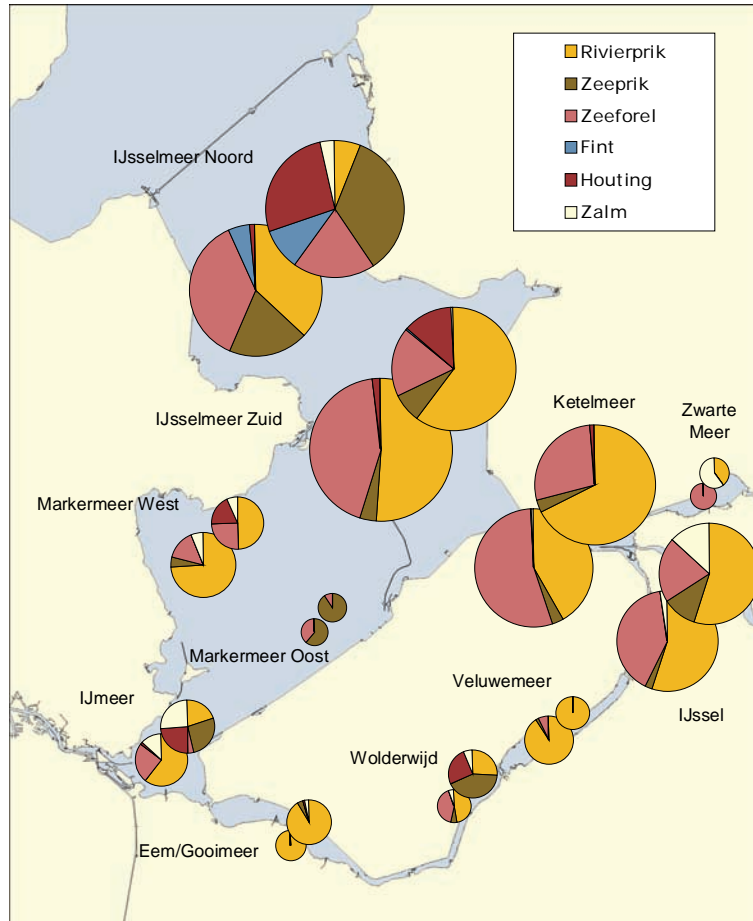 Rivierprik
Zeeprik
Zeeforel
Fint
Houting
Zalm
IJsselmeer Noord
IJsselmeer Zuid
Ketelmeer
Zwarte
Meer
Markermeer West
Markermeer Oost
IJmeer
Veluwemeer
IJssel
Wolderwijd
Eem/Gooimeer